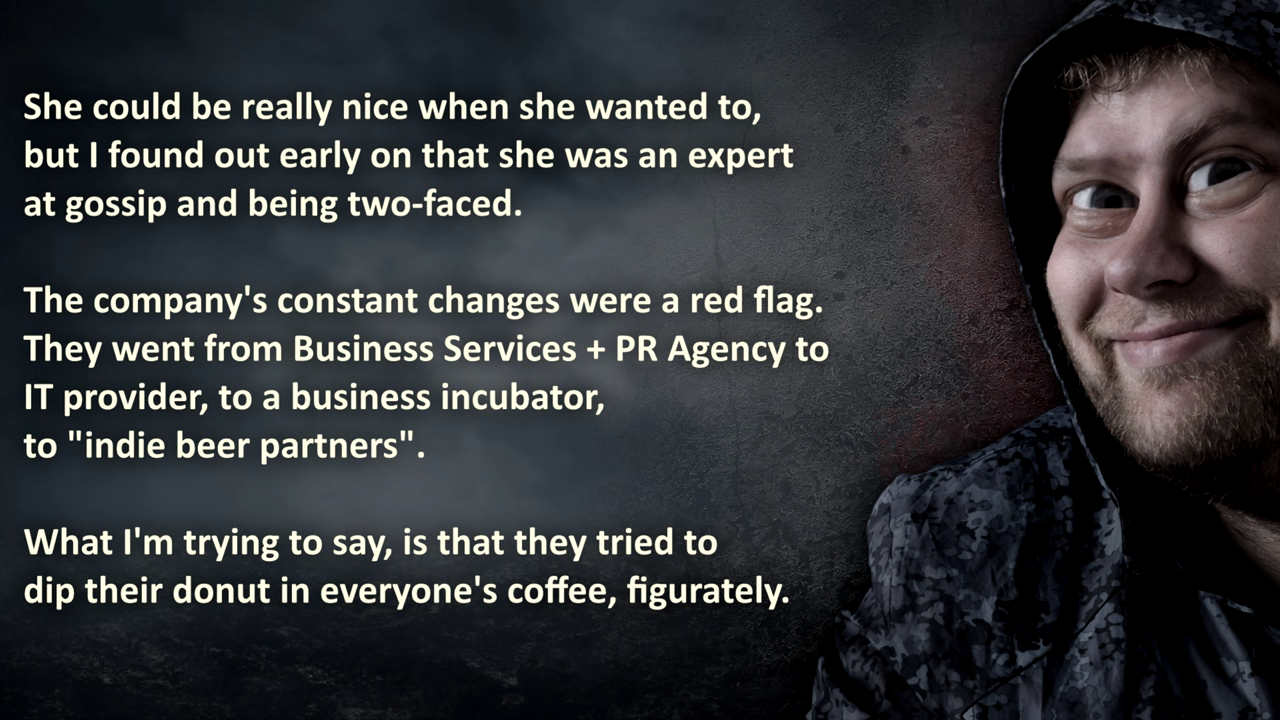 She could be really nice when she wanted to,
but I found out early on that she was an expert
at gossip and being two-faced.
The company's constant changes were a red flag.
They went from Business Services + PR Agency to
IT provider, to a business incubator,
to "indie beer partners".
What I'm trying to say, is that they tried to
dip their donut in everyone's coffee, figurately.